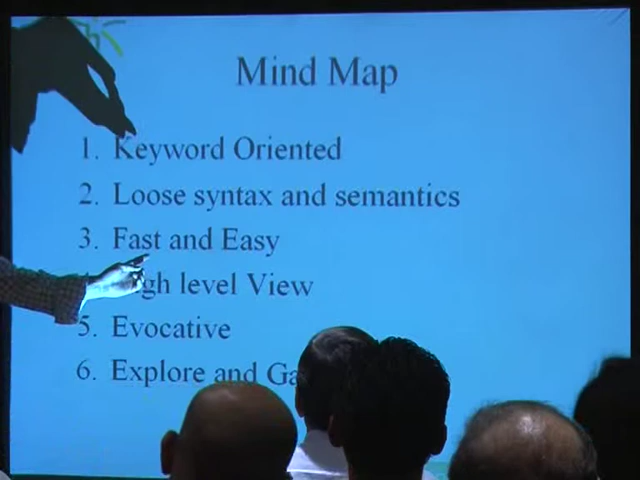 Mind Map
1. Keyword Oriented
2. Loose syntax and semantics
3. Fast and Easy
level View
5. Evocative
6. Explore and